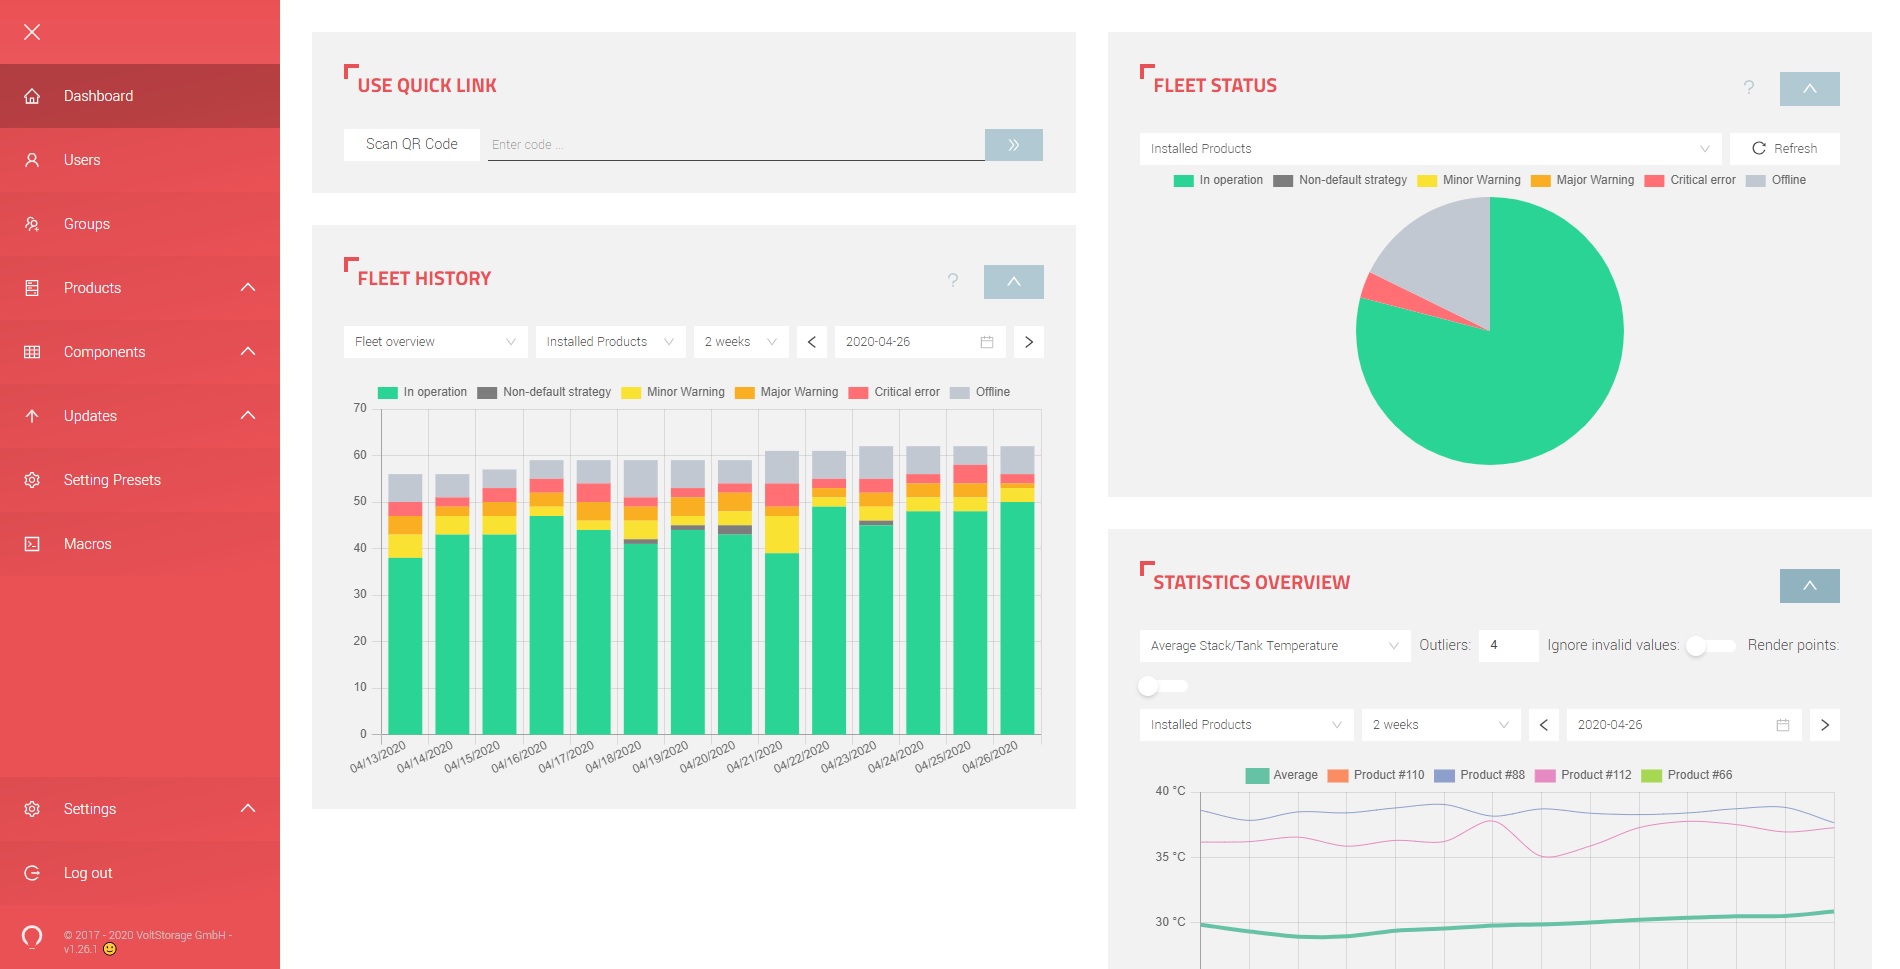 Dashboard
Users
Groups
Products
Components
Updates
Setting Presets
Macros
Settings
Log out
© 2017 - 2020 VoltStorage GmbH -
v1.26.1
USE QUICK LINK
Scan QR Code Enter code ...
FLEET HISTORY ?
Fleet overview Installed Products 2 weeks 2020-04-26
In operation Non-default strategy Minor Warning Major Warning Critical error Offline
70
60
50
40
30
20
10
0
04/13/2020 04/14/2020 04/15/2020 04/16/2020 04/17/2020 04/18/2020 04/19/2020 04/20/2020 04/21/2020 04/22/2020 04/23/2020 04/24/2020 04/25/2020 04/26/2020
FLEET STATUS ?
Installed Products Refresh
In operation Non-default strategy Minor Warning Major Warning Critical error Offline
STATISTICS OVERVIEW
Average Stack/Tank Temperature Outliers: 4 Ignore invalid values: Render points:
Installed Products 2 weeks 2020-04-26
Average Product #110 Product #88 Product #112 Product #66
40 °C
35 °C
30 °C